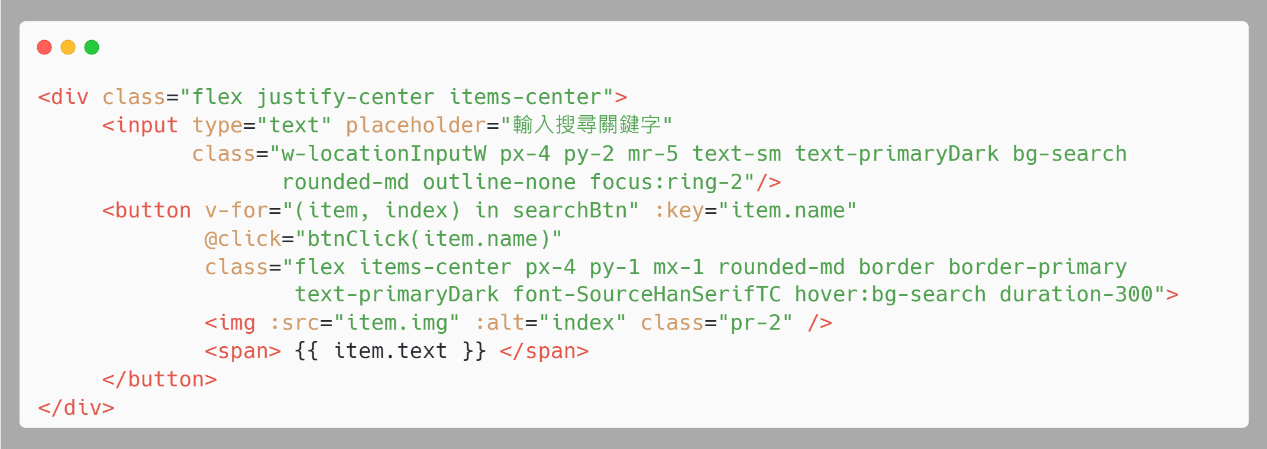 <div class="flex justify-center items-center">
<input type="text" placeholder="輸入搜尋關鍵字"
class="w-locationInputW px-4 py-2 mr-5 text-sm text-primaryDark bg-search
rounded-md outline-none focus:ring-2"/>
<button v-for="(item, index) in searchBtn" :key="item.name"
@click="btnClick(item.name)"
class="flex items-center px-4 py-1 mx-1 rounded-md border border-primary
text-primaryDark font-SourceHanSerifTC hover:bg-search duration-300">
<img :src="item.img" :alt="index" class="pr-2" />
<span> {{ item.text }} </span>
</button>
</div>